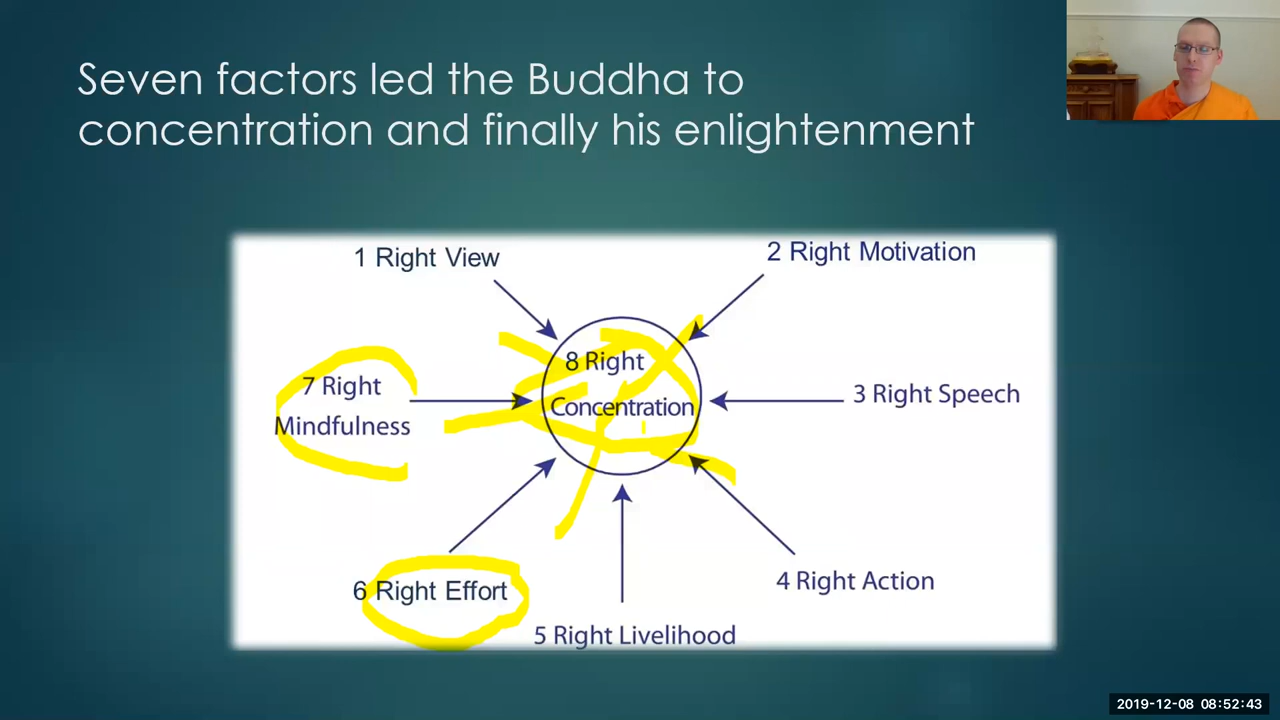 Seven factors led the Buddha to
concentration and finally his enlightenment
1 Right View
2 Right Motivation
8 Right
Concentration
7 Right
Mindfulness
3 Right Speech
6 Right Effort
4 Right Action
5 Right Livelihood
2019-12-08 08:52:43